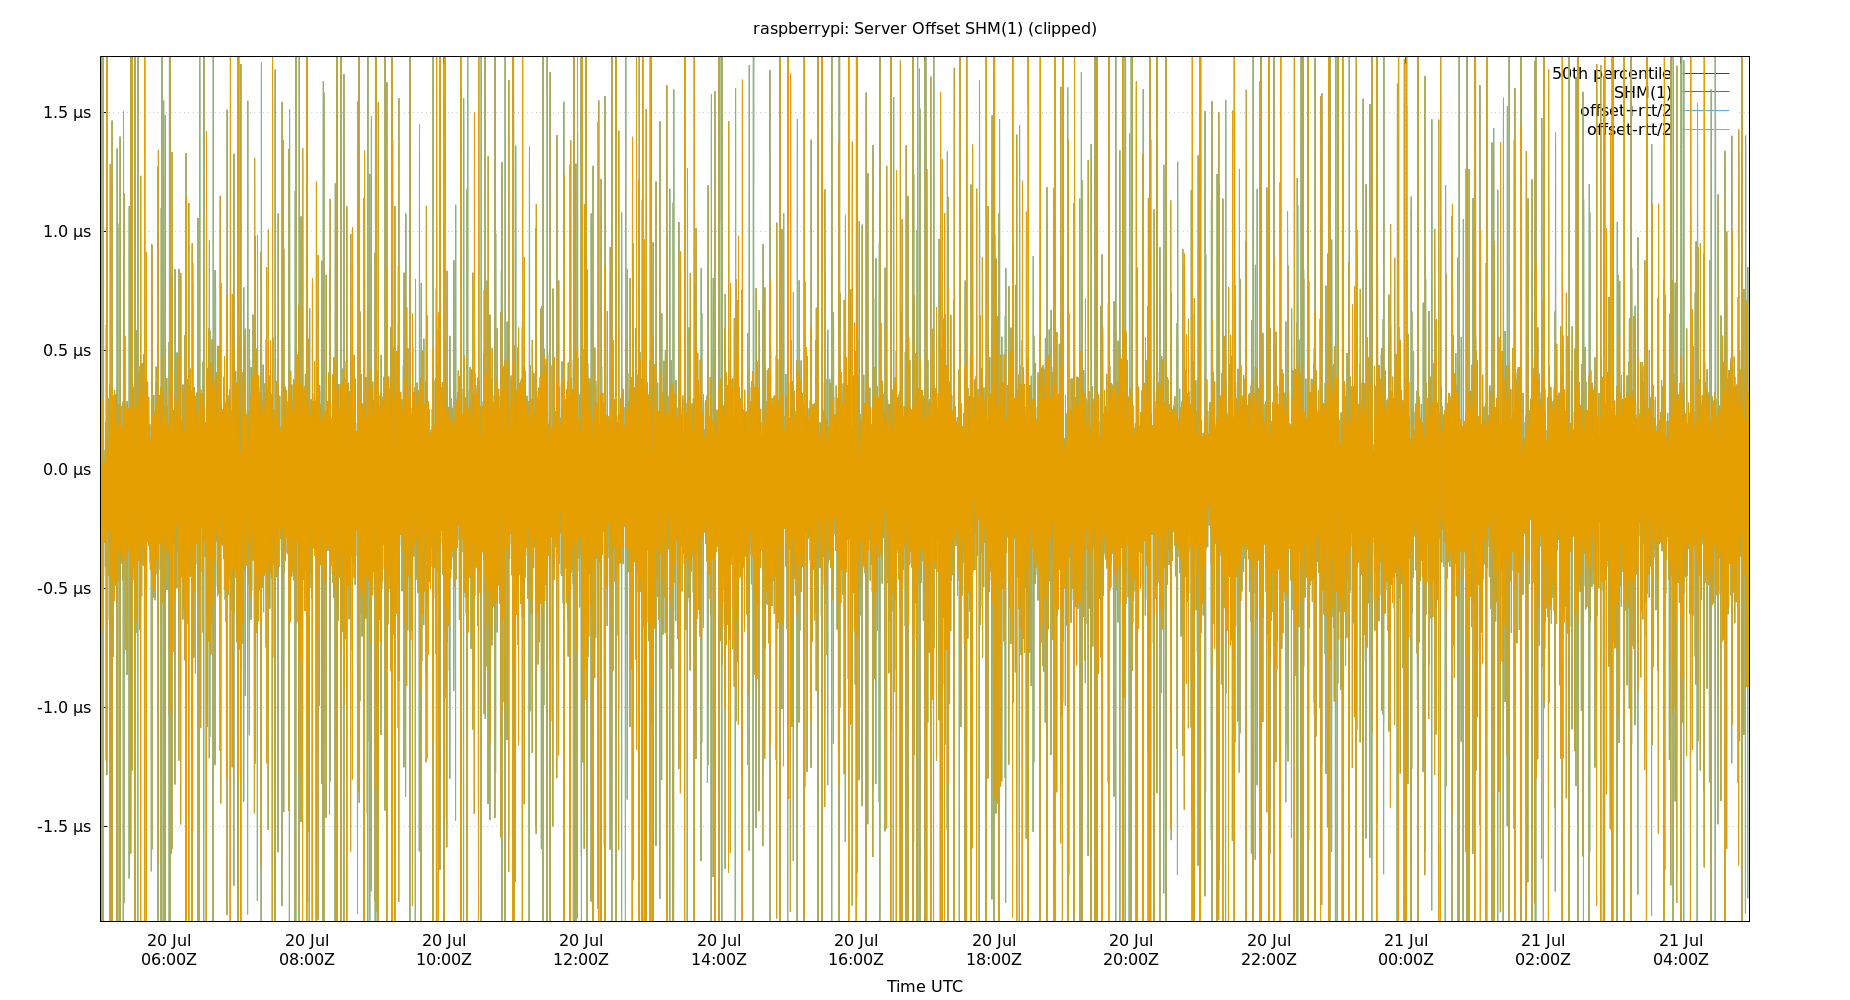 raspberrypi: Server Offset SHM(1) (clipped)
50th percentile
SHM(1)
offset+rtt/2
offset-rtt/2
1.5 µs
1.0 µs
0.5 µs
0.0 µs
-0.5 µs
-1.0 µs
-1.5 µs
20 Jul 20 Jul 20 Jul 20 Jul 20 Jul 20 Jul 20 Jul 20 Jul 20 Jul 21 Jul 21 Jul 21 Jul
06:00Z 08:00Z 10:00Z 12:00Z 14:00Z 16:00Z 18:00Z 20:00Z 22:00Z 00:00Z 02:00Z 04:00Z
Time UTC